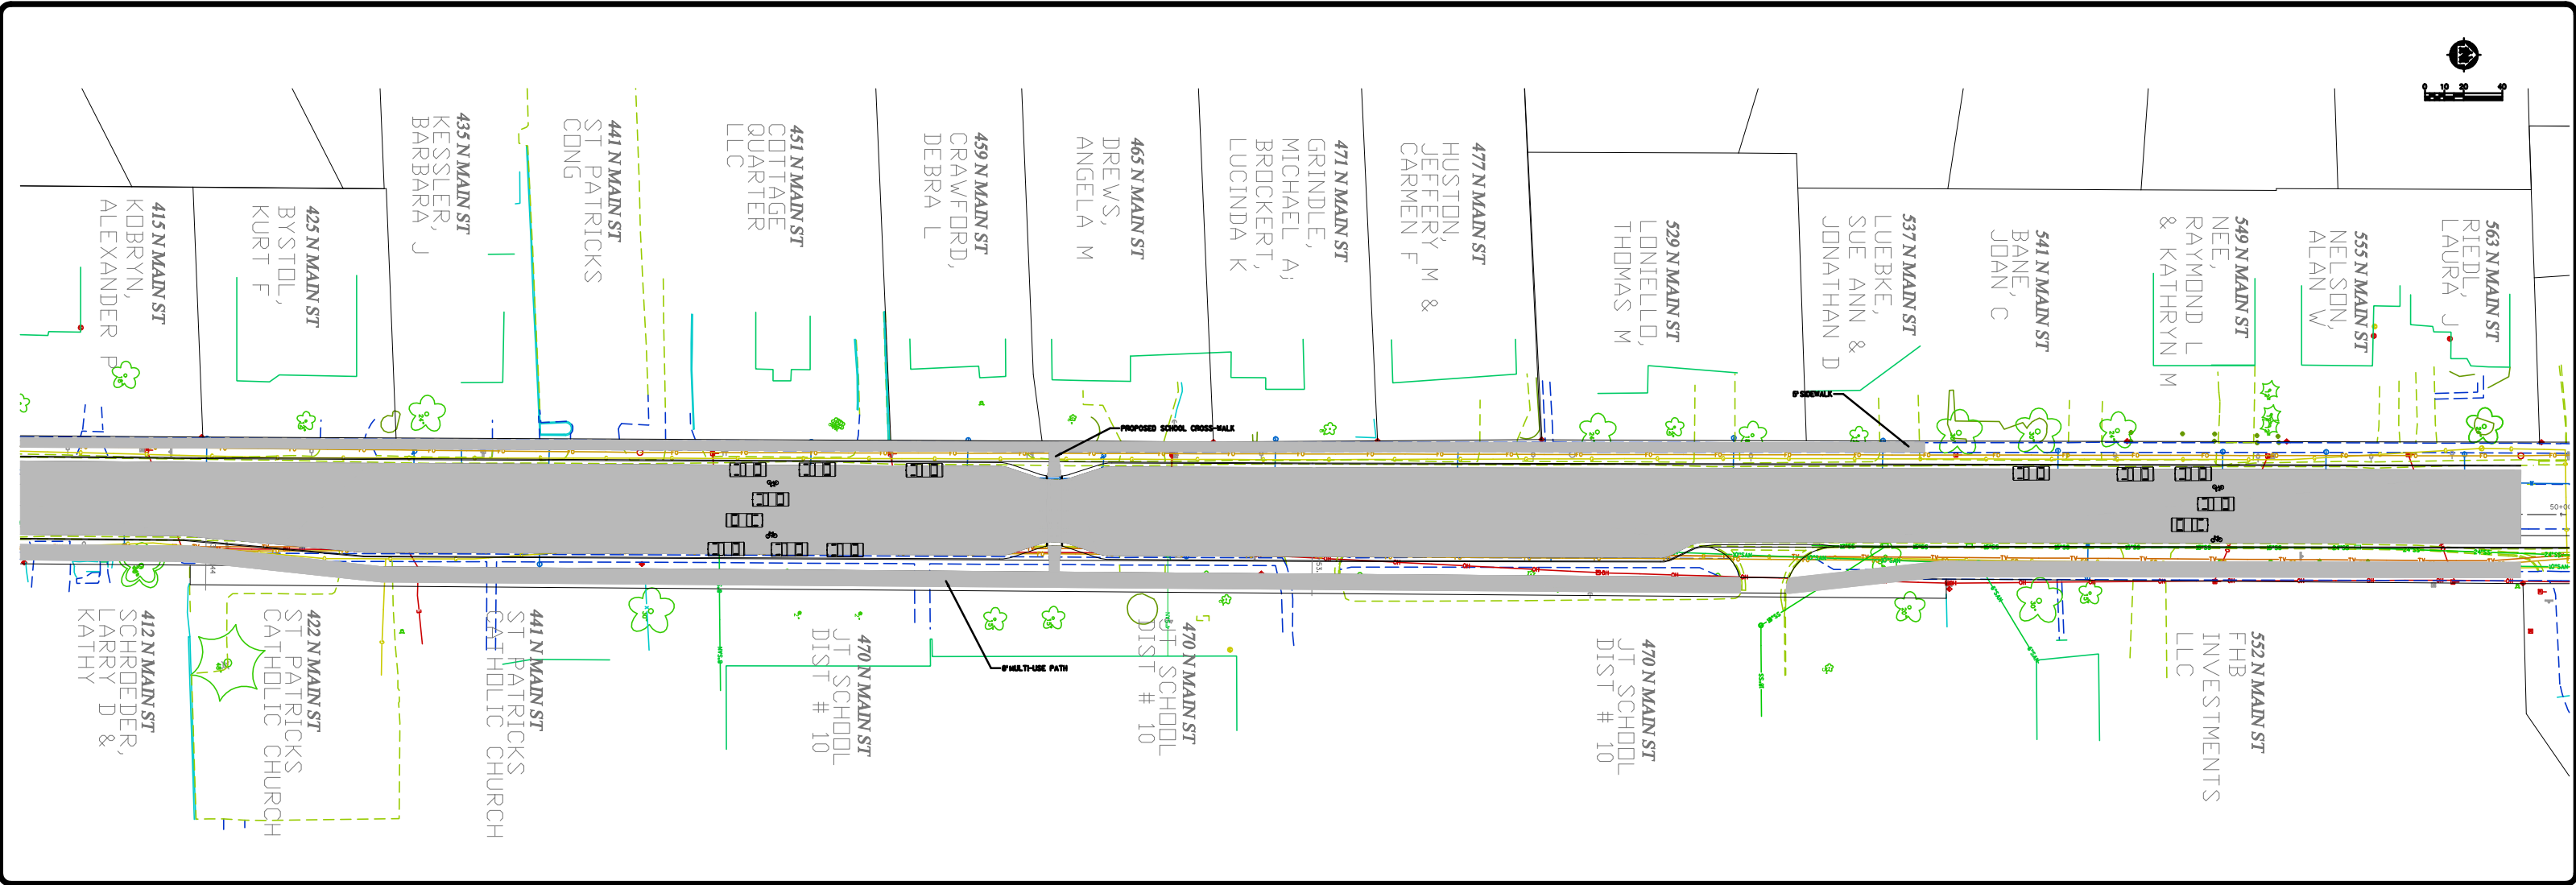 0 10 20 40
415 N MAIN ST
KOBRYN,
ALEXANDER P
425 N MAIN ST
BYSTOL,
KURT F
435 N MAIN ST
KESSLER,
BARBARA J
441 N MAIN ST
ST PATRICKS
CONG
451 N MAIN ST
COTTAGE
QUARTER
LLC
459 N MAIN ST
CRAWFORD,
DEBRA L
465 N MAIN ST
DREWS,
ANGELA M
471 N MAIN ST
GRINDLE,
MICHAEL A;
BROCKERT,
LUCINDA K
477 N MAIN ST
HUSTON,
JEFFERY M &
CARMEN F
529 N MAIN ST
LONIELLO,
THOMAS M
537 N MAIN ST
LUEBKE,
SUE ANN &
JONATHAN D
541 N MAIN ST
BANE,
JOAN C
549 N MAIN ST
NEE,
RAYMOND L
& KATHRYN M
555 N MAIN ST
NELSON,
ALAN W
563 N MAIN ST
RIEDL,
LAURA J
5' SIDEWALK
PROPOSED SCHOOL CROSS-WALK
8' MULTI-USE PATH
412 N MAIN ST
SCHROEDER,
LARRY D &
KATHY
422 N MAIN ST
ST PATRICKS
CATHOLIC CHURCH
441 N MAIN ST
ST PATRICKS
CATHOLIC CHURCH
470 N MAIN ST
JT SCHOOL
DIST # 10
470 N MAIN ST
JT SCHOOL
DIST # 10
470 N MAIN ST
JT SCHOOL
DIST # 10
552 N MAIN ST
FHB
INVESTMENTS
LLC